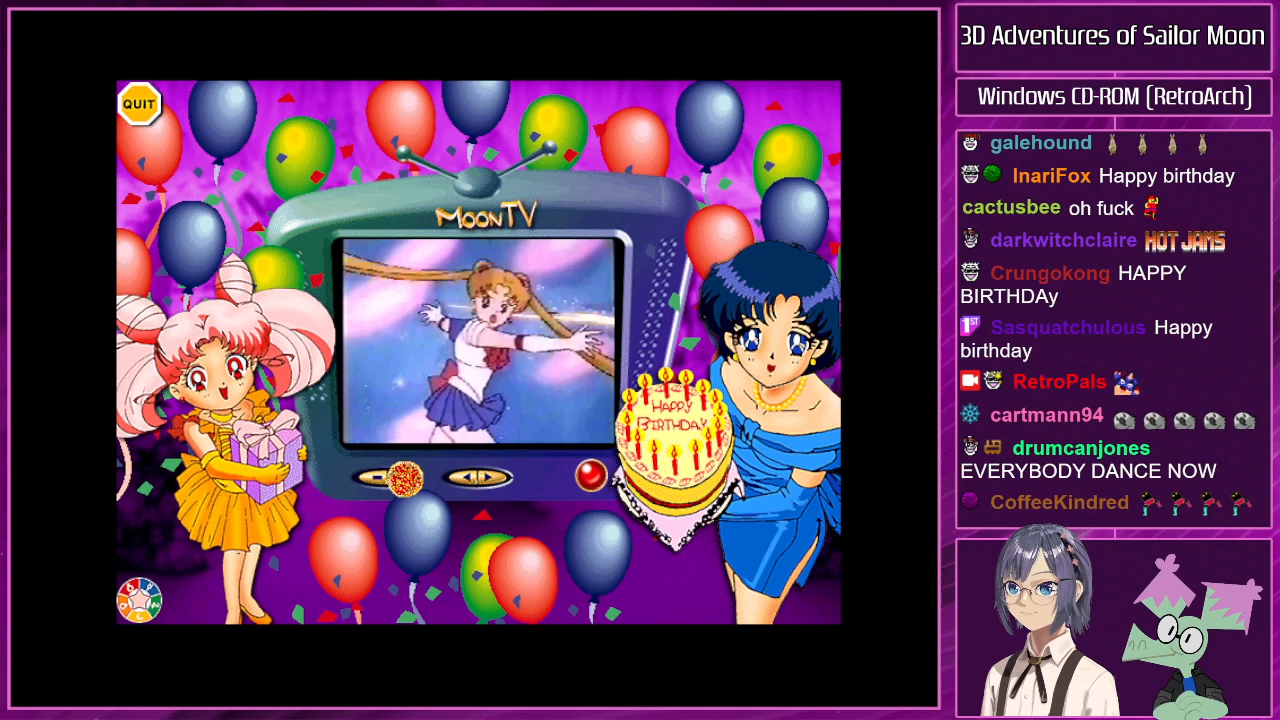 3D Adventures of Sailor Moon
Windows CD-ROM (RetroArch)
QUIT
MOONTV
HAPPY
BIRTHDAY
galehound
InariFox Happy birthday
cactusbee oh fuck
darkwitchclaire HOT JAMS
Crungokong HAPPY
BIRTHDAy
1ST Sasquatchulous Happy
birthday
RetroPals
cartmann94
drumcanjones
EVERYBODY DANCE NOW
CoffeeKindred